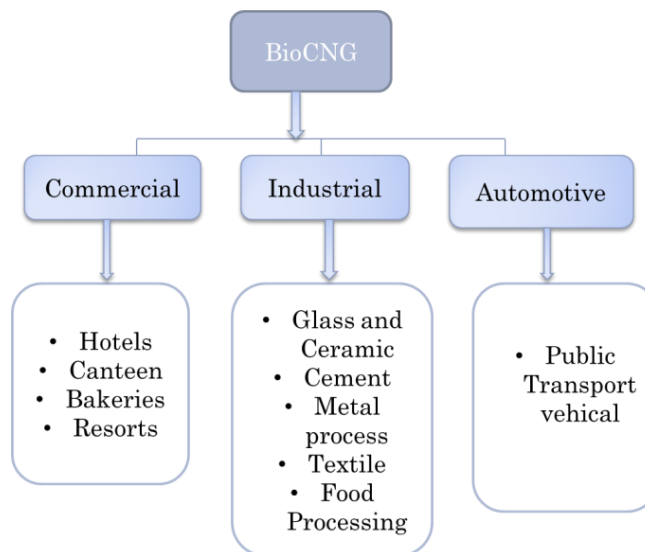 BioCNG
Commercial
Industrial
Automotive
• Hotels
• Canteen
• Bakeries
• Resorts
• Glass and
Ceramic
• Cement
• Metal
process
• Textile
• Food
Processing
• Public
Transport
vehical